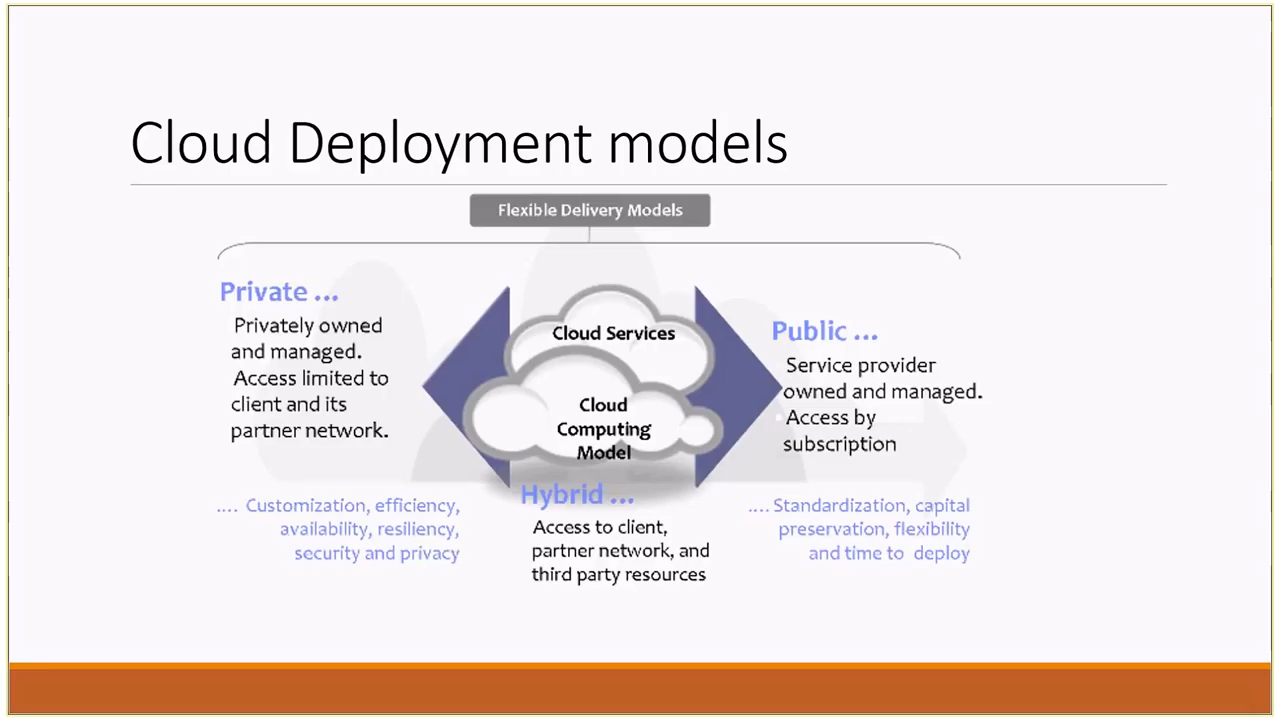 Cloud Deployment models
Flexible Delivery Models
Private ...
Privately owned
and managed.
Access limited to
client and its
partner network.
.... Customization, efficiency,
availability, resiliency,
security and privacy
Cloud Services
Cloud
Computing
Model
Hybrid ...
Access to client,
partner network, and
third party resources
Public ...
Service provider
owned and managed.
Access by
subscription
.... Standardization, capital
preservation, flexibility
and time to deploy